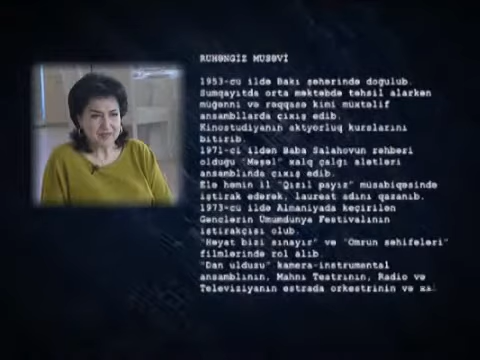 RUHƏNGİZ MUSƏVİ
1953-cü ildə Bakı şəhərində doğulub.
Sumqayıtda orta məktəbdə təhsil alarkən
müğənni və rəqqasə kimi müxtəlif
ansambllarda çıxış edib.
Kinostudiyanın aktyorluq kurslarını
bitirib.
1971-ci ildən Baba Salahovun rəhbəri
olduğu "Məşəl" xalq çalğı alətləri
ansamblında çıxış edib.
Elə həmin il "Qızıl payız" müsabiqəsində
iştirak edərək, laureat adını qazanıb.
1973-cü ildə Almaniyada keçirilən
Gənclərin Ümumdünya Festivalının
iştirakçısı olub.
"Həyat bizi sınayır" və "Ömrün səhifələri"
filmlərində rol alıb.
"Dan ulduzu" kamera-instrumental
ansamblının, Mahnı Teatrının, Radio və
Televiziyanın estrada orkestrinin və